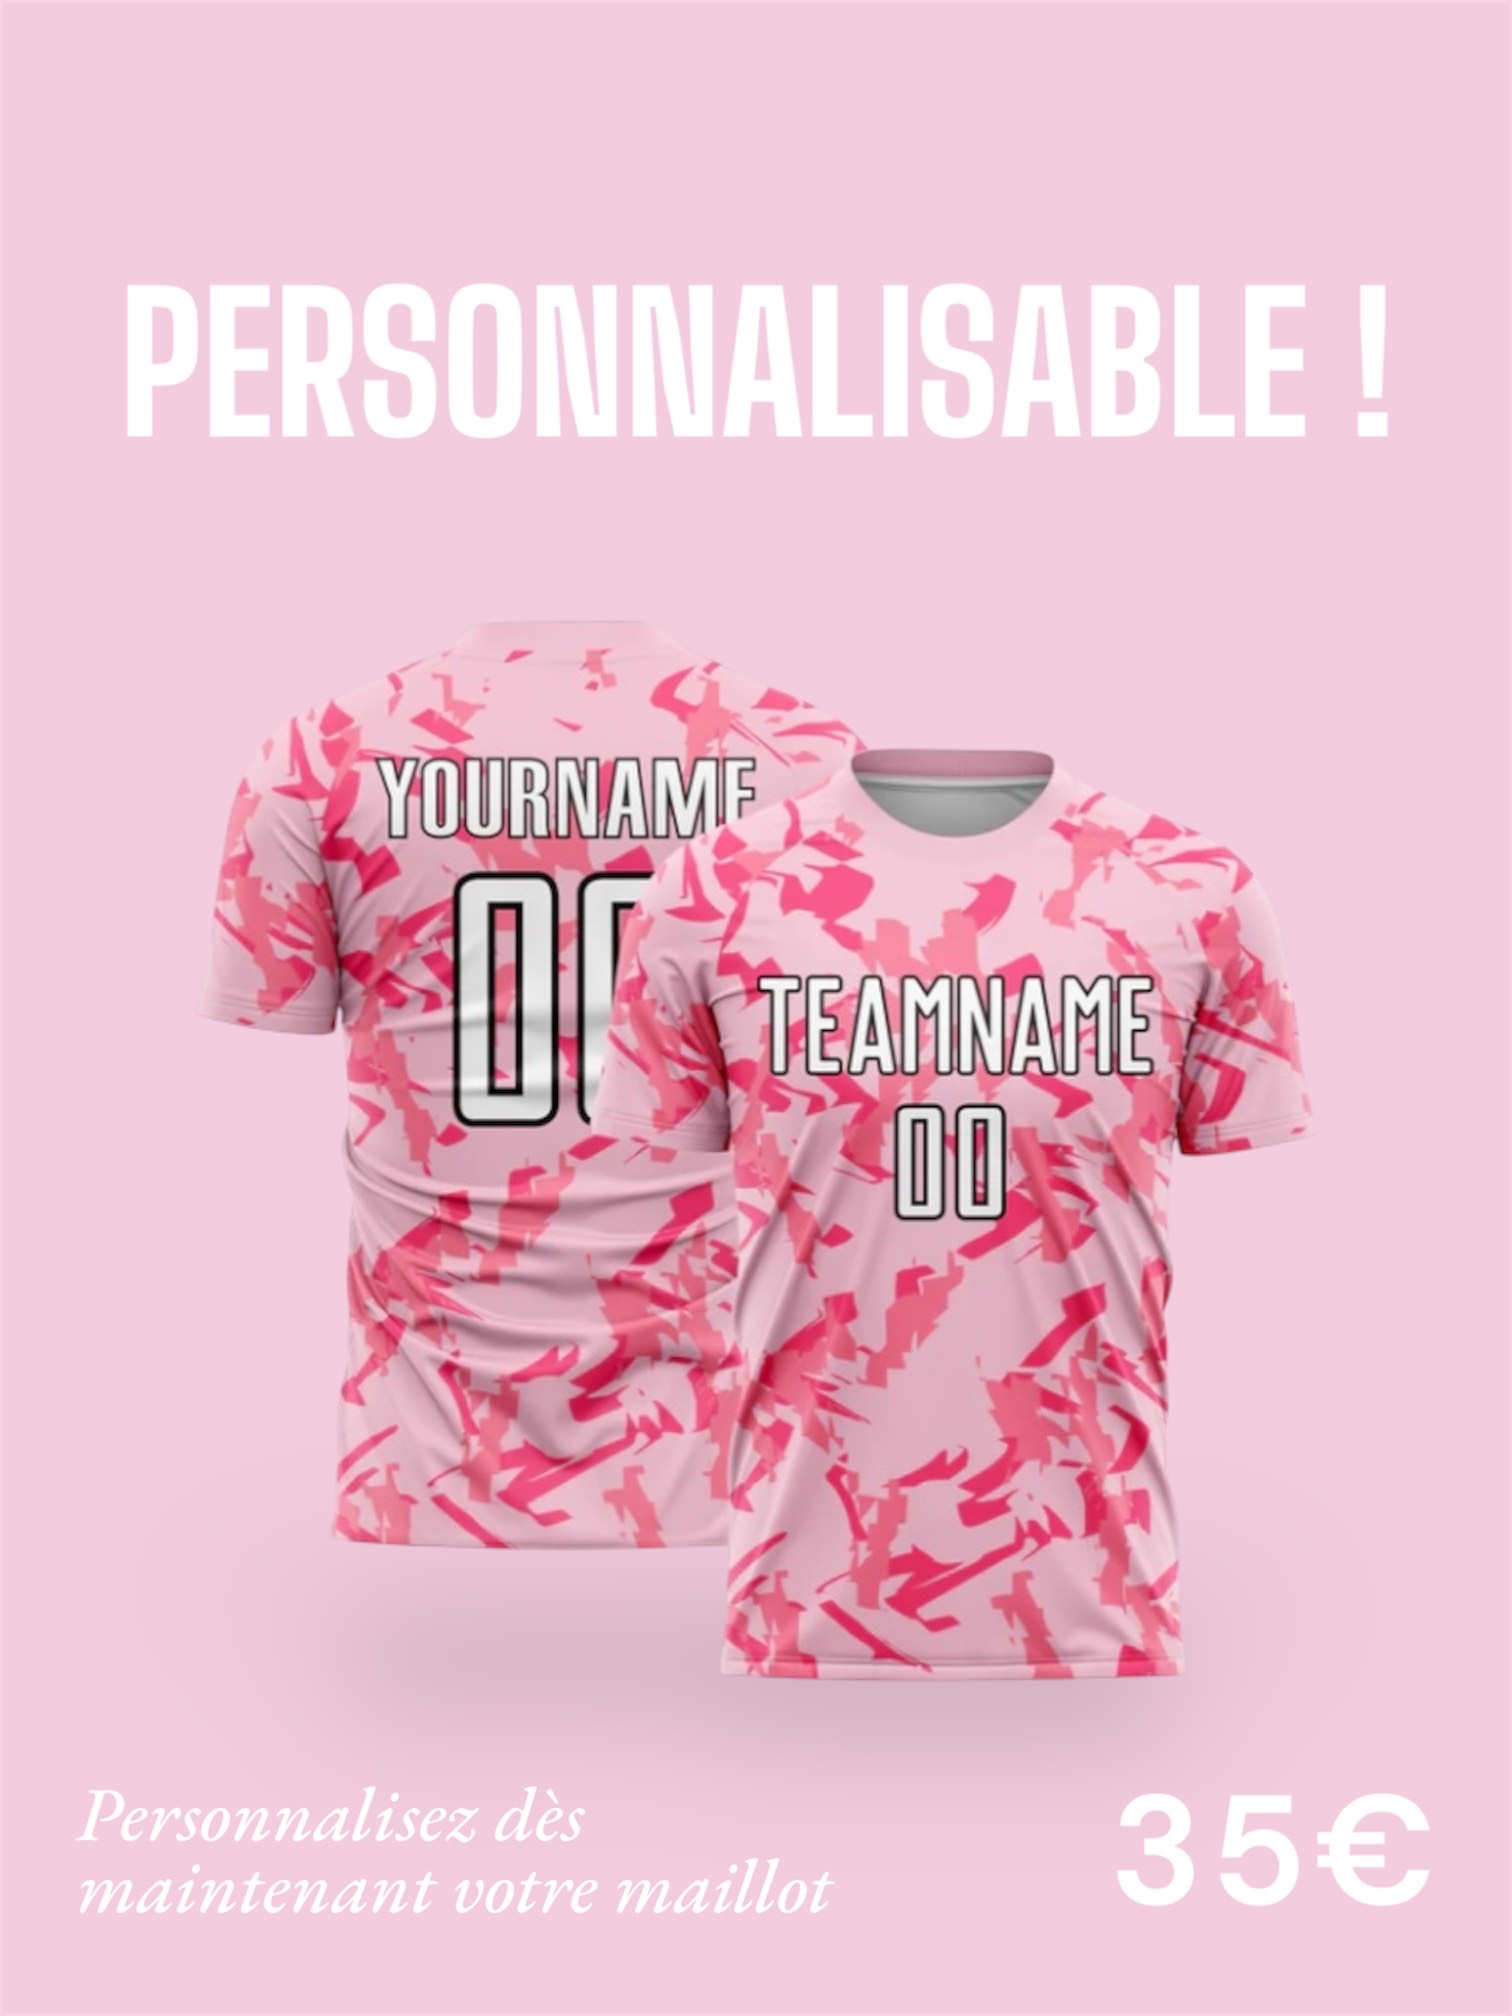 PERSONNALISABLE !
YOURNAME
00
TEAMNAME
00
Personnalisez dès
maintenant votre maillot
35€